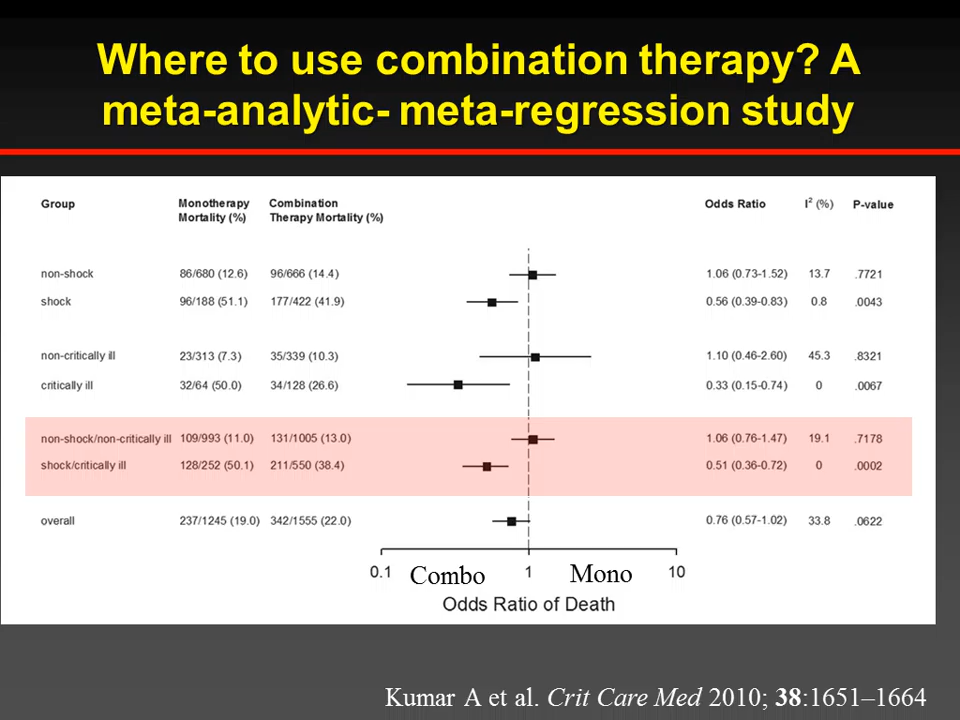 Where to use combination therapy? A
meta-analytic- meta-regression study
Group Monotherapy Mortality (%) Combination Therapy Mortality (%) Odds Ratio I² (%) P-value
non-shock 86/680 (12.6) 96/666 (14.4) 1.06 (0.73-1.52) 13.7 .7721
shock 96/188 (51.1) 177/422 (41.9) 0.56 (0.39-0.83) 0.8 .0043
non-critically ill 23/313 (7.3) 35/339 (10.3) 1.10 (0.46-2.60) 45.3 .8321
critically ill 32/64 (50.0) 34/128 (26.6) 0.33 (0.15-0.74) 0 .0067
non-shock/non-critically ill 109/993 (11.0) 131/1005 (13.0) 1.06 (0.76-1.47) 19.1 .7178
shock/critically ill 128/252 (50.1) 211/550 (38.4) 0.51 (0.36-0.72) 0 .0002
overall 237/1245 (19.0) 342/1555 (22.0) 0.76 (0.57-1.02) 33.8 .0622
0.1 Combo 1 Mono 10
Odds Ratio of Death
Kumar A et al. Crit Care Med 2010; 38:1651–1664